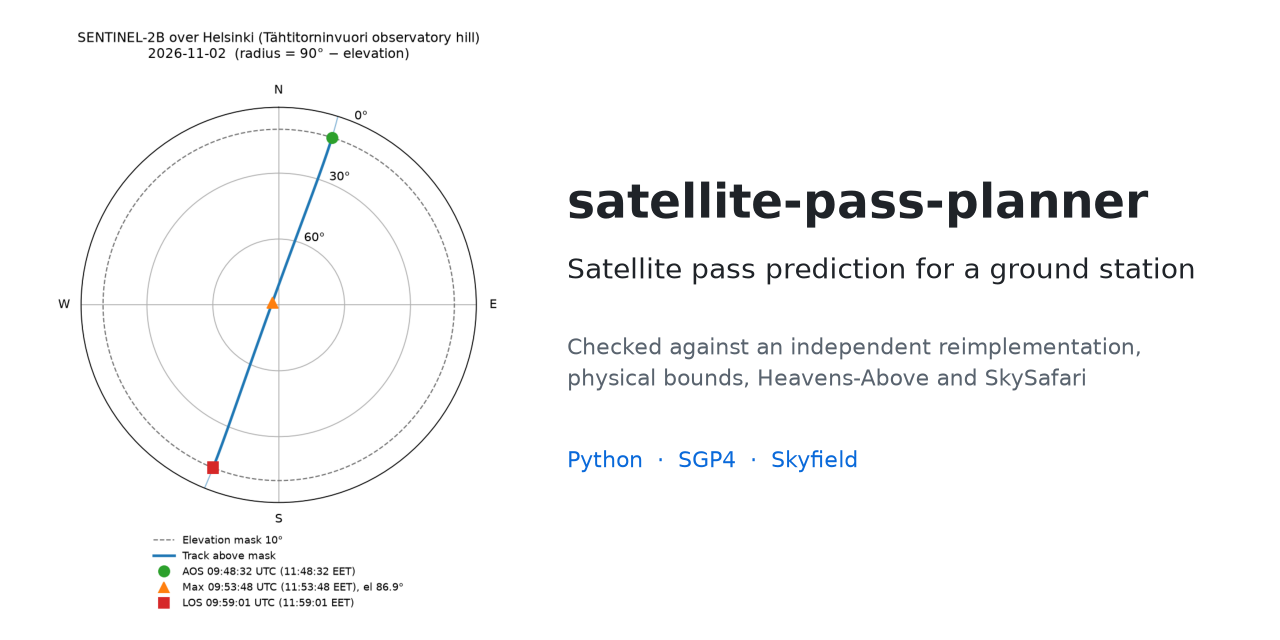 SENTINEL-2B over Helsinki (Tähtitorninvuori observatory hill)
2026-11-02  (radius = 90° − elevation)
N
0°
30°
60°
W
E
S
Elevation mask 10°
Track above mask
AOS 09:48:32 UTC (11:48:32 EET)
Max 09:53:48 UTC (11:53:48 EET), el 86.9°
LOS 09:59:01 UTC (11:59:01 EET)
satellite-pass-planner
Satellite pass prediction for a ground station
Checked against an independent reimplementation,
physical bounds, Heavens-Above and SkySafari
Python · SGP4 · Skyfield